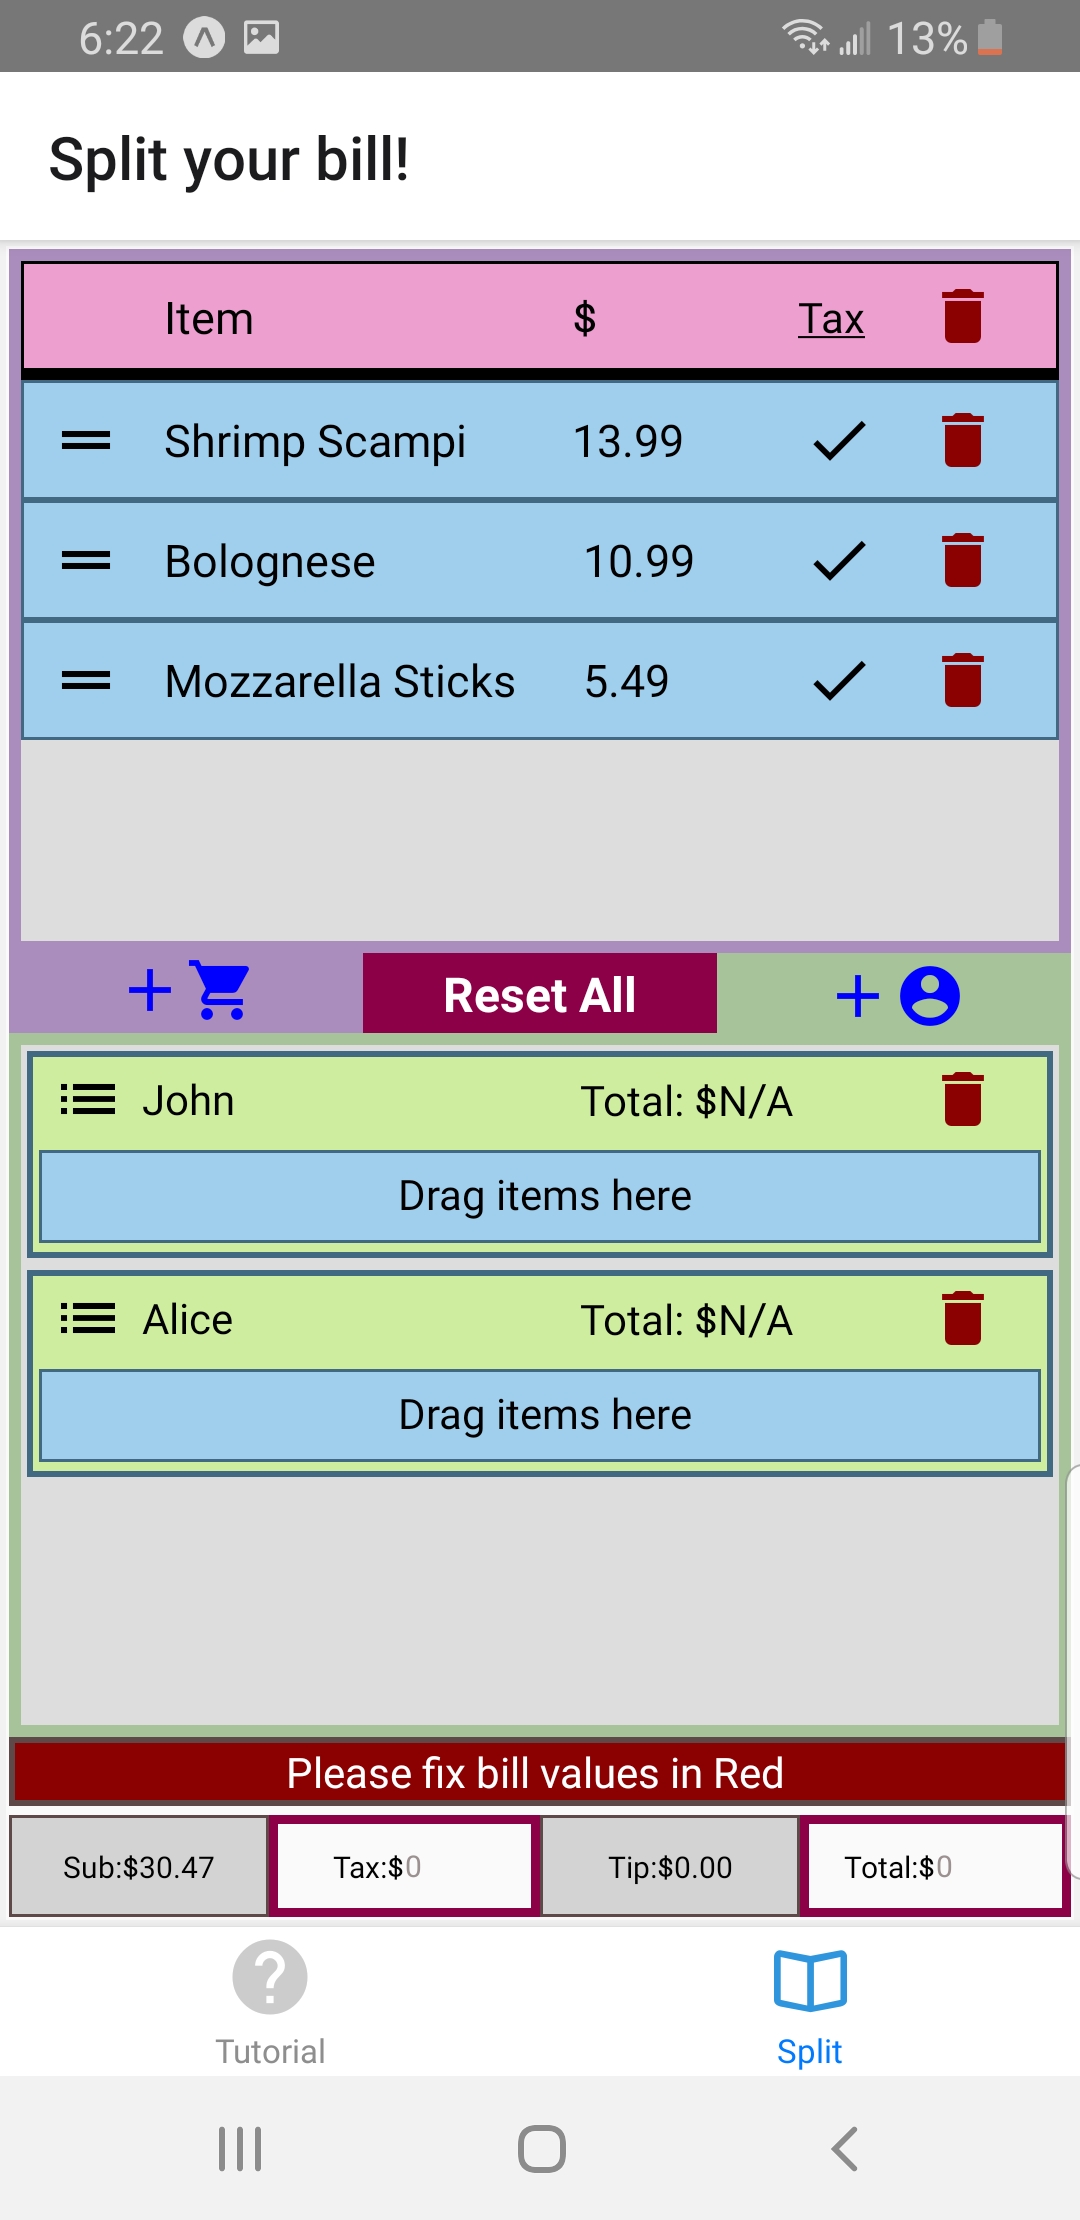 6:22 13%
Split your bill!
Item $ Tax
Shrimp Scampi 13.99
Bolognese 10.99
Mozzarella Sticks 5.49
+ Reset All +
John Total: $N/A
Drag items here
Alice Total: $N/A
Drag items here
Please fix bill values in Red
Sub:$30.47 Tax:$0 Tip:$0.00 Total:$0
Tutorial Split